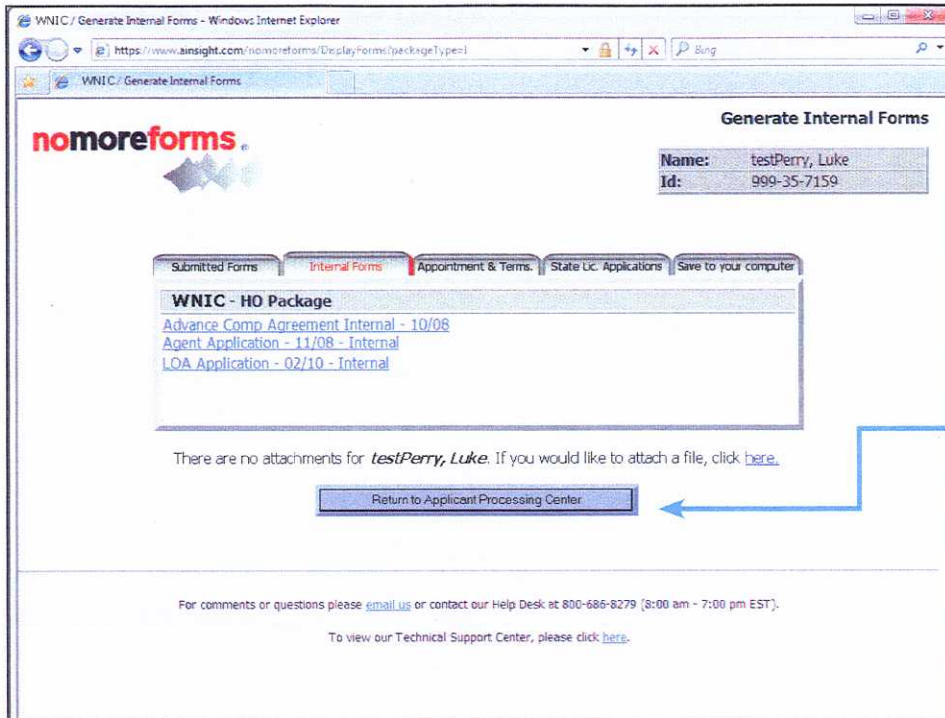 WNIC / Generate Internal Forms - Windows Internet Explorer
https://www.ainsight.com/nomoreforms/DisplayForms?packageType=I
Bing
WNIC / Generate Internal Forms
Generate Internal Forms
nomoreforms®
Name: testPerry, Luke
Id: 999-35-7159
Submitted Forms Internal Forms Appointment & Terms. State Lic. Applications Save to your computer
WNIC - HO Package
Advance Comp Agreement Internal - 10/08
Agent Application - 11/08 - Internal
LOA Application - 02/10 - Internal
There are no attachments for testPerry, Luke. If you would like to attach a file, click here.
Return to Applicant Processing Center
For comments or questions please email us or contact our Help Desk at 800-686-8279 (8:00 am - 7:00 pm EST).
To view our Technical Support Center, please click here.